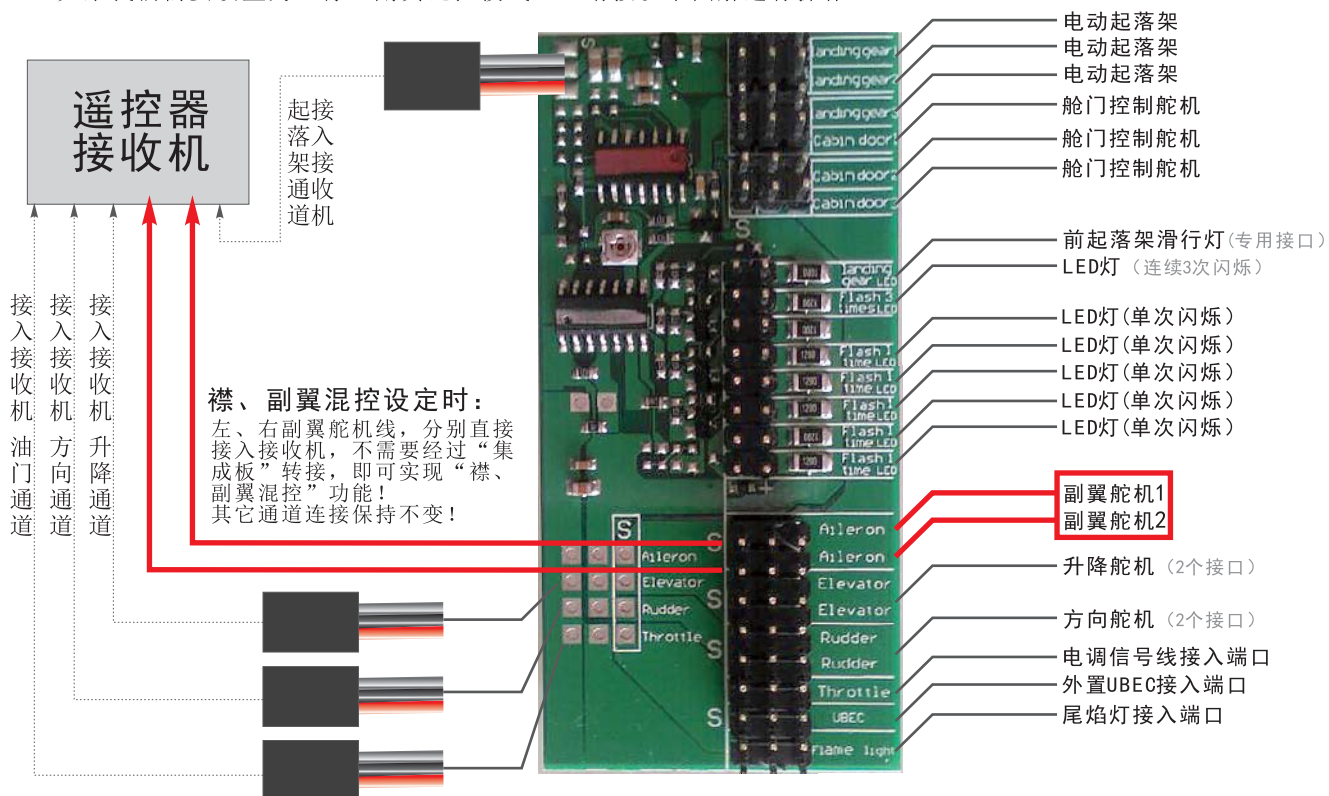 遥控器
接收机
起落架通道
接入接收机
接入接收机 油门通道
接入接收机 方向通道
接入接收机 升降通道
襟、副翼混控设定时：
左、右副翼舵机线，分别直接
接入接收机，不需要经过“集
成板”转接，即可实现“襟、
副翼混控”功能！
其它通道连接保持不变！
S
landing gear1
landing gear2
landing gear3
Cabin door1
Cabin door2
Cabin door3
S
landing
gear LED
Flash 3
timesLED
Flash 1
time LED
Flash 1
time LED
Flash 1
time LED
Flash 1
time LED
Flash 1
time LED
S
Aileron
Elevator
Rudder
Throttle
S
S
S
S
Aileron
Aileron
Elevator
Elevator
Rudder
Rudder
Throttle
UBEC
Flame light
电动起落架
电动起落架
电动起落架
舱门控制舵机
舱门控制舵机
舱门控制舵机
前起落架滑行灯(专用接口)
LED灯（连续3次闪烁）
LED灯(单次闪烁)
LED灯(单次闪烁)
LED灯(单次闪烁)
LED灯(单次闪烁)
LED灯(单次闪烁)
副翼舵机1
副翼舵机2
升降舵机（2个接口）
方向舵机（2个接口）
电调信号线接入端口
外置UBEC接入端口
尾焰灯接入端口